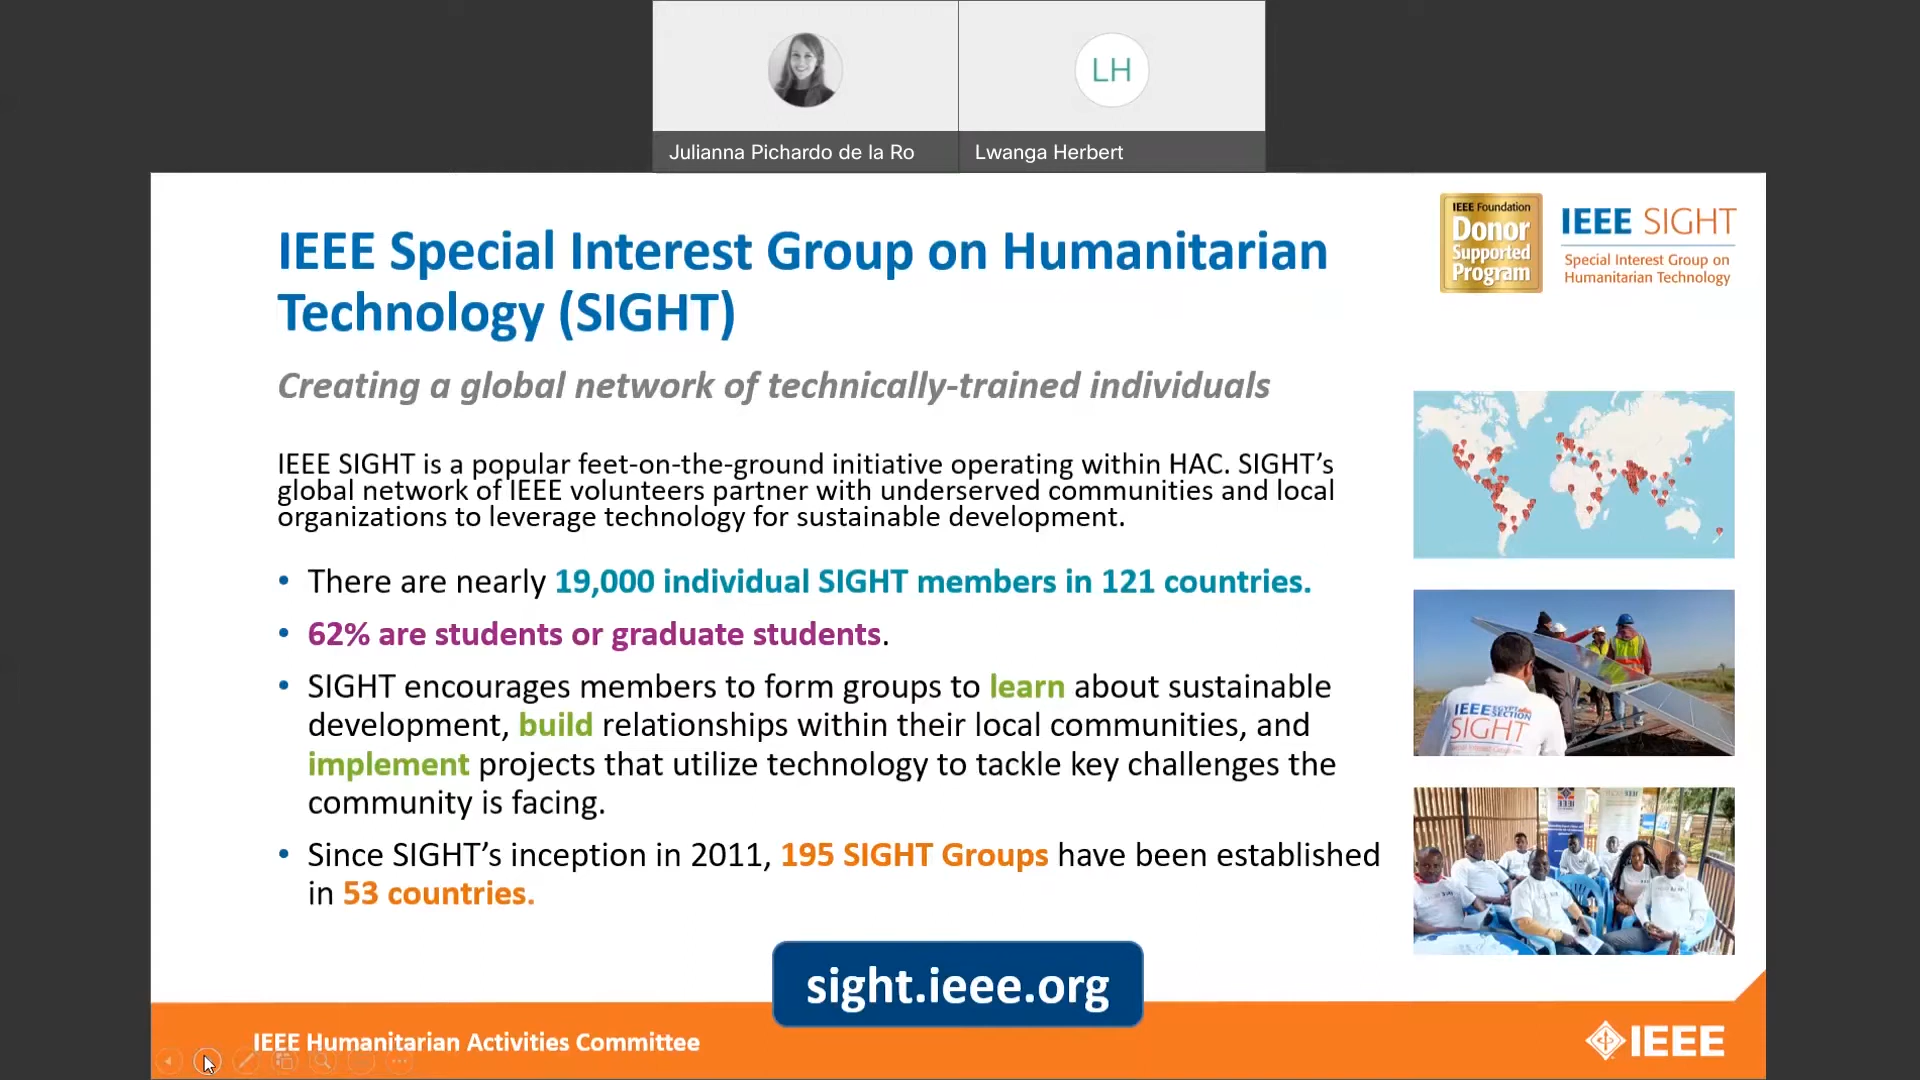 LH
Julianna Pichardo de la Ro
Lwanga Herbert
IEEE Special Interest Group on Humanitarian
Technology (SIGHT)
IEEE Foundation
Donor
Supported
Program
IEEE SIGHT
Special Interest Group on
Humanitarian Technology
Creating a global network of technically-trained individuals
IEEE SIGHT is a popular feet-on-the-ground initiative operating within HAC. SIGHT’s
global network of IEEE volunteers partner with underserved communities and local
organizations to leverage technology for sustainable development.
• There are nearly 19,000 individual SIGHT members in 121 countries.
• 62% are students or graduate students.
• SIGHT encourages members to form groups to learn about sustainable
development, build relationships within their local communities, and
implement projects that utilize technology to tackle key challenges the
community is facing.
• Since SIGHT’s inception in 2011, 195 SIGHT Groups have been established
in 53 countries.
IEEE EGYPT SECTION
SIGHT
sight.ieee.org
IEEE Humanitarian Activities Committee
IEEE